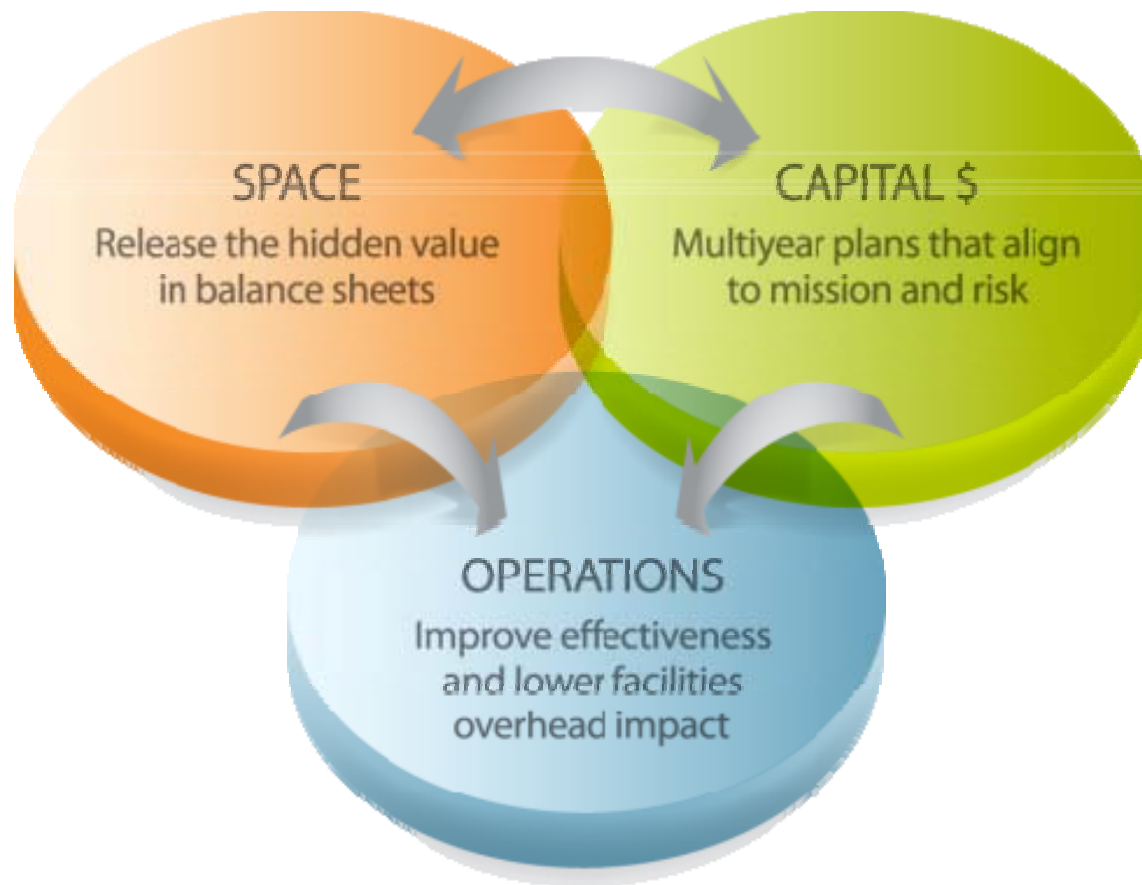 SPACE
Release the hidden value
in balance sheets
CAPITAL $
Multiyear plans that align
to mission and risk
OPERATIONS
Improve effectiveness
and lower facilities
overhead impact